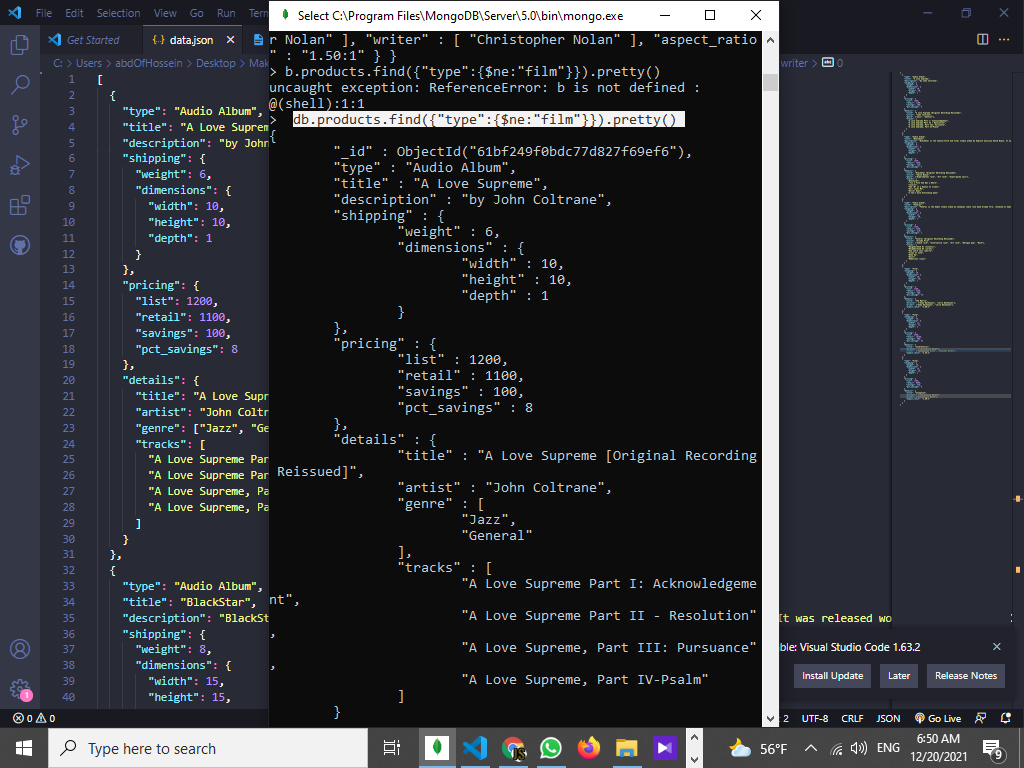 File Edit Selection View Go Run Term
Select C:\Program Files\MongoDB\Server\5.0\bin\mongo.exe
Get Started
data.json
C: > Users > abdOfHossein > Desktop > Mak
writer > 0
1 [
2 {
3 "type": "Audio Album",
4 "title": "A Love Suprem
5 "description": "by John
6 "shipping": {
7 "weight": 6,
8 "dimensions": {
9 "width": 10,
10 "height": 10,
11 "depth": 1
12 }
13 },
14 "pricing": {
15 "list": 1200,
16 "retail": 1100,
17 "savings": 100,
18 "pct_savings": 8
19 },
20 "details": {
21 "title": "A Love Supr
22 "artist": "John Coltr
23 "genre": ["Jazz", "Ge
24 "tracks": [
25 "A Love Supreme Par
26 "A Love Supreme Par
27 "A Love Supreme, Pa
28 "A Love Supreme, Pa
29 ]
30 }
31 },
32 {
33 "type": "Audio Album",
34 "title": "BlackStar",
35 "description": "BlackSt
36 "shipping": {
37 "weight": 8,
38 "dimensions": {
39 "width": 15,
40 "height": 15,
r Nolan" ], "writer" : [ "Christopher Nolan" ], "aspect_ratio
" : "1.50:1" } }
> b.products.find({"type":{$ne:"film"}}).pretty()
uncaught exception: ReferenceError: b is not defined :
@(shell):1:1
> db.products.find({"type":{$ne:"film"}}).pretty()
{
"_id" : ObjectId("61bf249f0bdc77d827f69ef6"),
"type" : "Audio Album",
"title" : "A Love Supreme",
"description" : "by John Coltrane",
"shipping" : {
"weight" : 6,
"dimensions" : {
"width" : 10,
"height" : 10,
"depth" : 1
}
},
"pricing" : {
"list" : 1200,
"retail" : 1100,
"savings" : 100,
"pct_savings" : 8
},
"details" : {
"title" : "A Love Supreme [Original Recording
Reissued]",
"artist" : "John Coltrane",
"genre" : [
"Jazz",
"General"
],
"tracks" : [
"A Love Supreme Part I: Acknowledgeme
nt",
"A Love Supreme Part II - Resolution"
,
"A Love Supreme, Part III: Pursuance"
,
"A Love Supreme, Part IV-Psalm"
]
}
It was released wo
ble: Visual Studio Code 1.63.2
Install Update
Later
Release Notes
0 0
: 2 UTF-8 CRLF JSON Go Live
1
Type here to search
JS
56°F
ENG
6:50 AM
12/20/2021
9